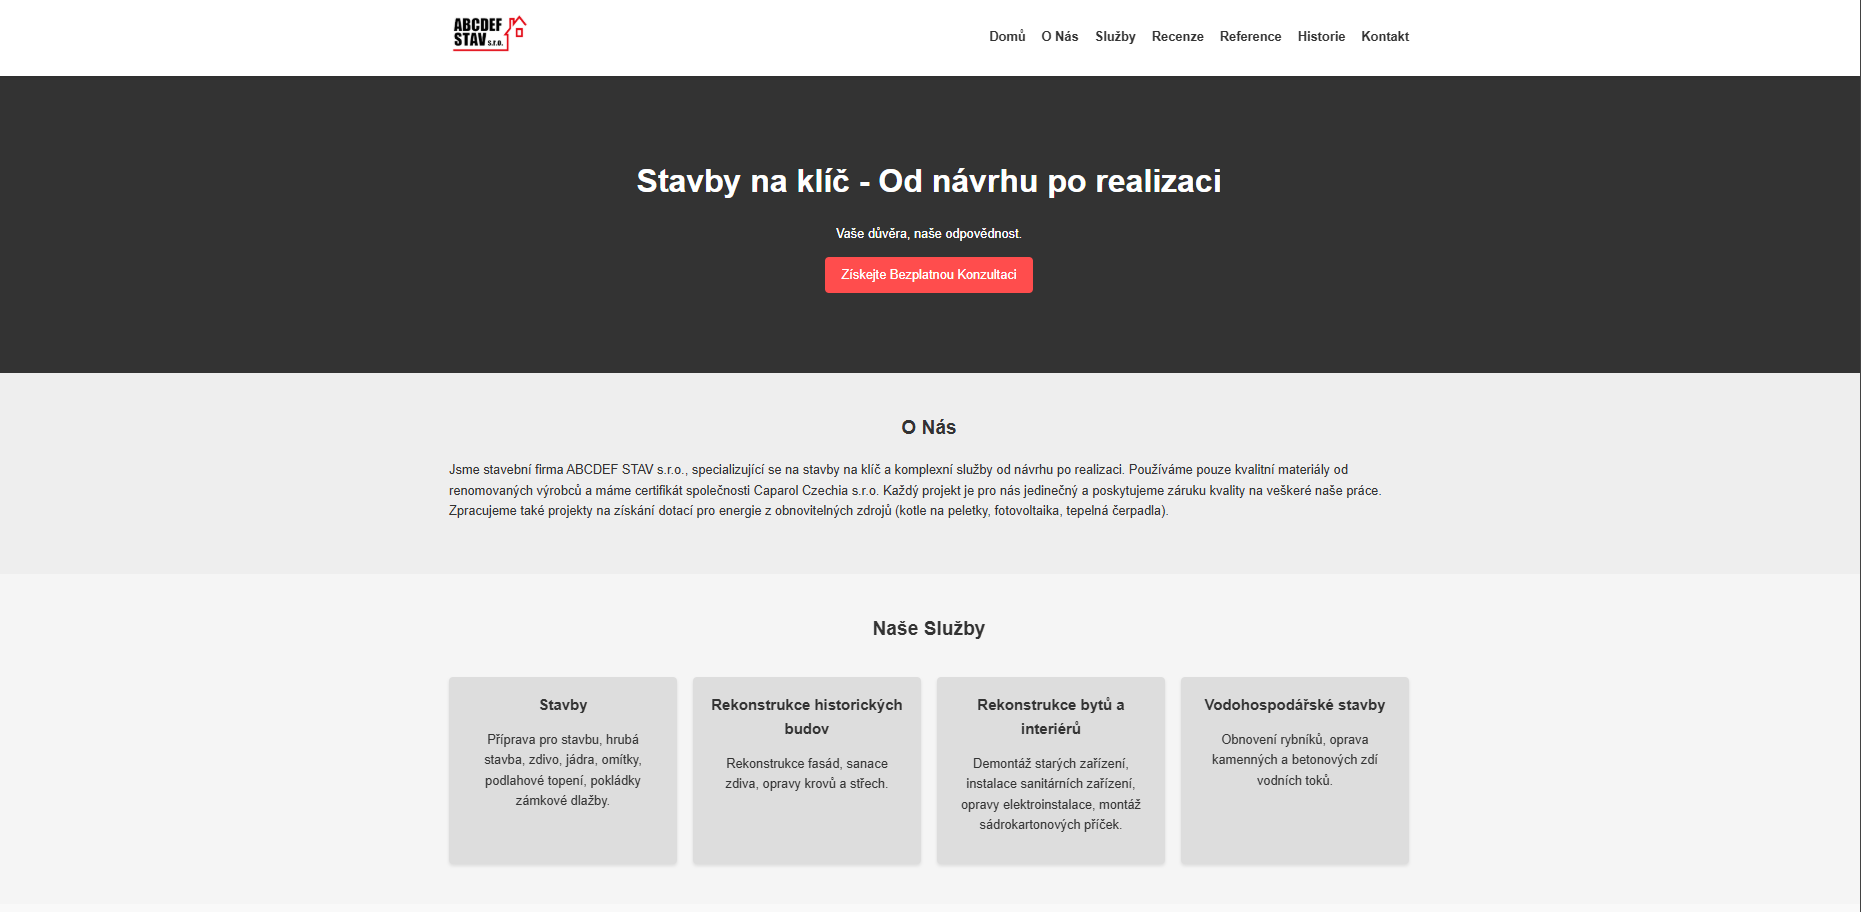 ABCDEF
STAV s.r.o.
Domů O Nás Služby Recenze Reference Historie Kontakt
Stavby na klíč - Od návrhu po realizaci
Vaše důvěra, naše odpovědnost.
Získejte Bezplatnou Konzultaci
O Nás
Jsme stavební firma ABCDEF STAV s.r.o., specializující se na stavby na klíč a komplexní služby od návrhu po realizaci. Používáme pouze kvalitní materiály od
renomovaných výrobců a máme certifikát společnosti Caparol Czechia s.r.o. Každý projekt je pro nás jedinečný a poskytujeme záruku kvality na veškeré naše práce.
Zpracujeme také projekty na získání dotací pro energie z obnovitelných zdrojů (kotle na peletky, fotovoltaika, tepelná čerpadla).
Naše Služby
Stavby
Příprava pro stavbu, hrubá
stavba, zdivo, jádra, omítky,
podlahové topení, pokládky
zámkové dlažby.
Rekonstrukce historických
budov
Rekonstrukce fasád, sanace
zdiva, opravy krovů a střech.
Rekonstrukce bytů a
interiérů
Demontáž starých zařízení,
instalace sanitárních zařízení,
opravy elektroinstalace, montáž
sádrokartonových příček.
Vodohospodářské stavby
Obnovení rybníků, oprava
kamenných a betonových zdí
vodních toků.